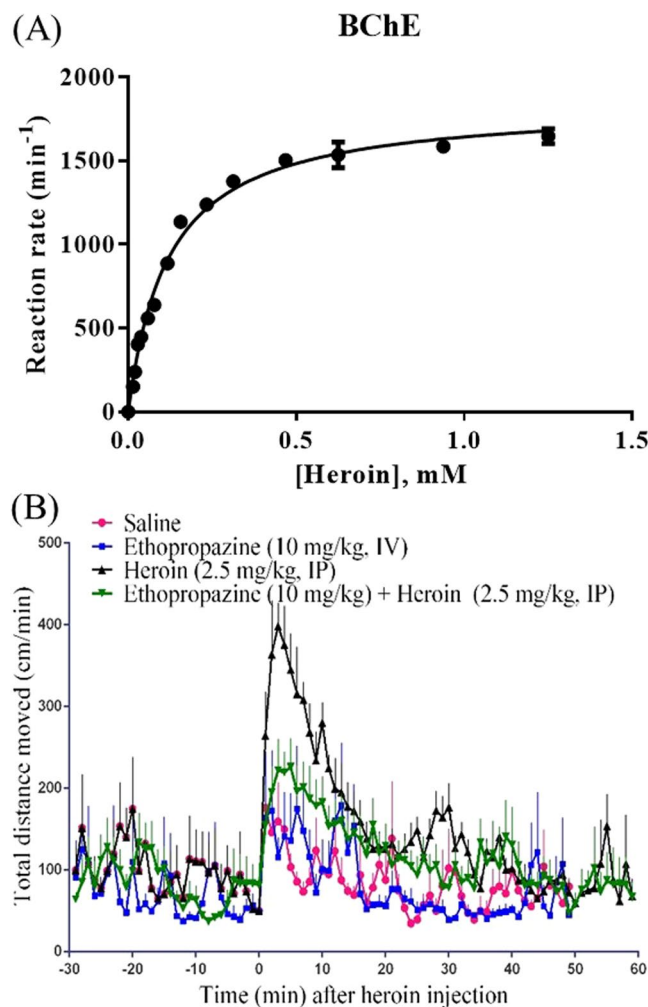 (A)
BChE
2000
1500
1000
500
0
Reaction rate (min-1)
0.0 0.5 1.0 1.5
[Heroin], mM
(B)
Saline
Ethopropazine (10 mg/kg, IV)
Heroin (2.5 mg/kg, IP)
Ethopropazine (10 mg/kg) + Heroin (2.5 mg/kg, IP)
500
400
300
200
100
0
Total distance moved (cm/min)
-30 -20 -10 0 10 20 30 40 50 60
Time (min) after heroin injection